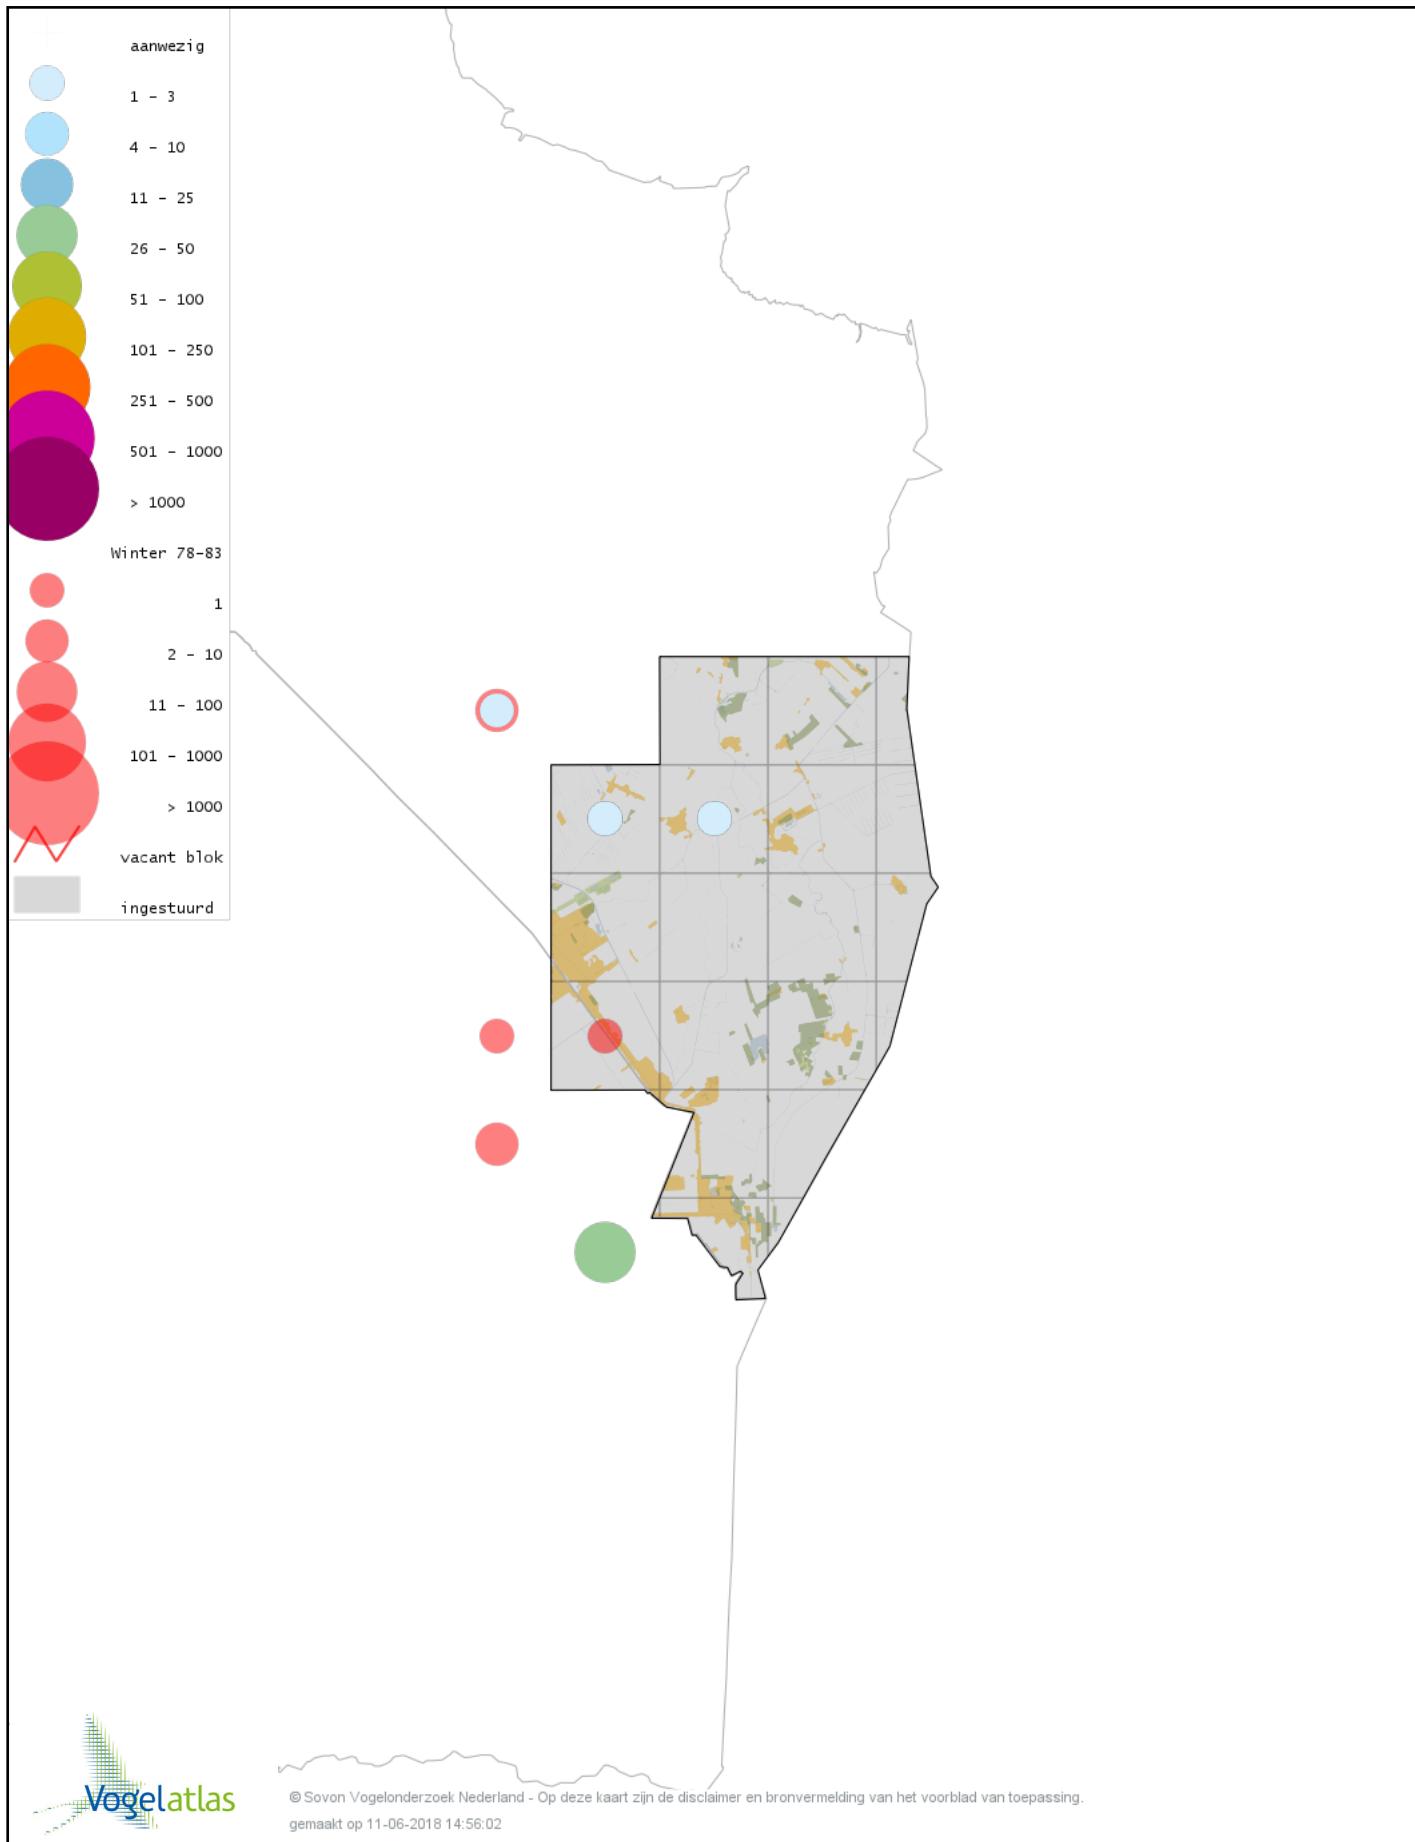 aanwezig
1 - 3
4 - 10
11 - 25
26 - 50
51 - 100
101 - 250
251 - 500
501 - 1000
> 1000
Winter 78-83
1
2 - 10
11 - 100
101 - 1000
> 1000
vacant blok
ingestuurd
Vogelatlas
© Sovon Vogelonderzoek Nederland - Op deze kaart zijn de disclaimer en bronvermelding van het voorblad van toepassing.
gemaakt op 11-06-2018 14:56:02